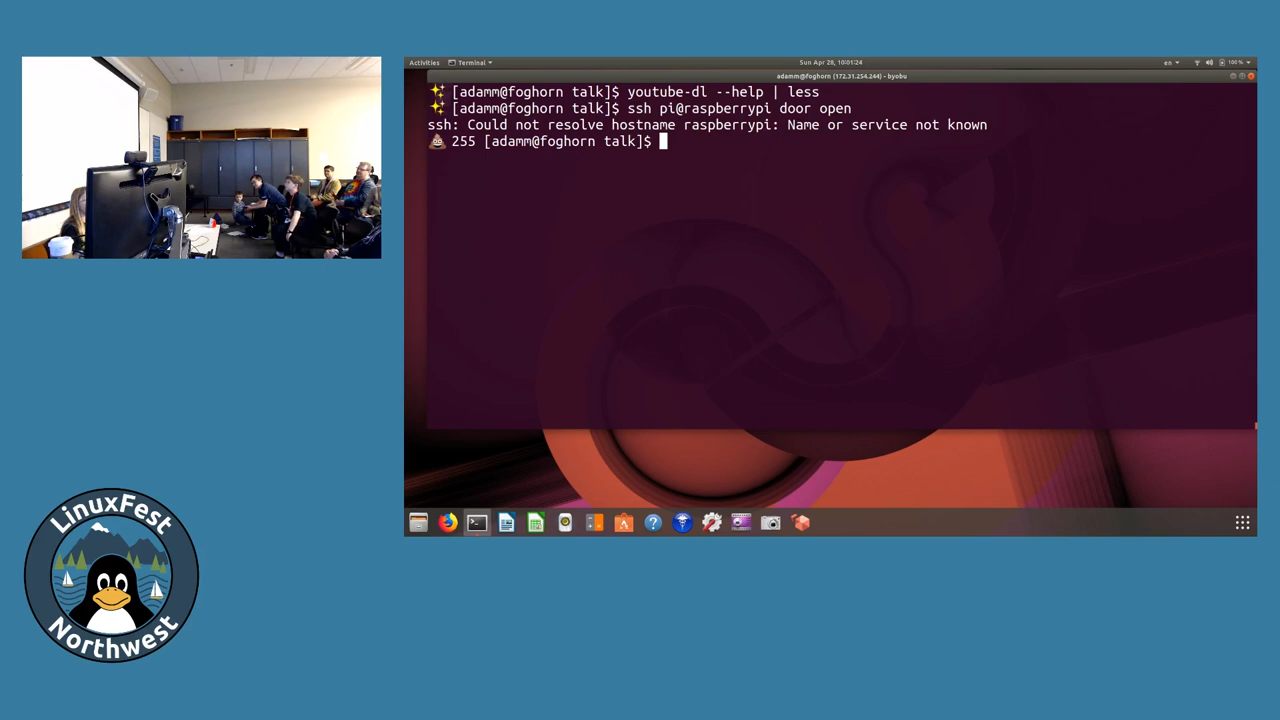 Activities
Terminal
Sun Apr 28, 10:01:24
en
100%
adamm@foghorn (172.31.254.244) - byobu
✨ [adamm@foghorn talk]$ youtube-dl --help | less
✨ [adamm@foghorn talk]$ ssh pi@raspberrypi door open
ssh: Could not resolve hostname raspberrypi: Name or service not known
💩 255 [adamm@foghorn talk]$
LinuxFest
Northwest